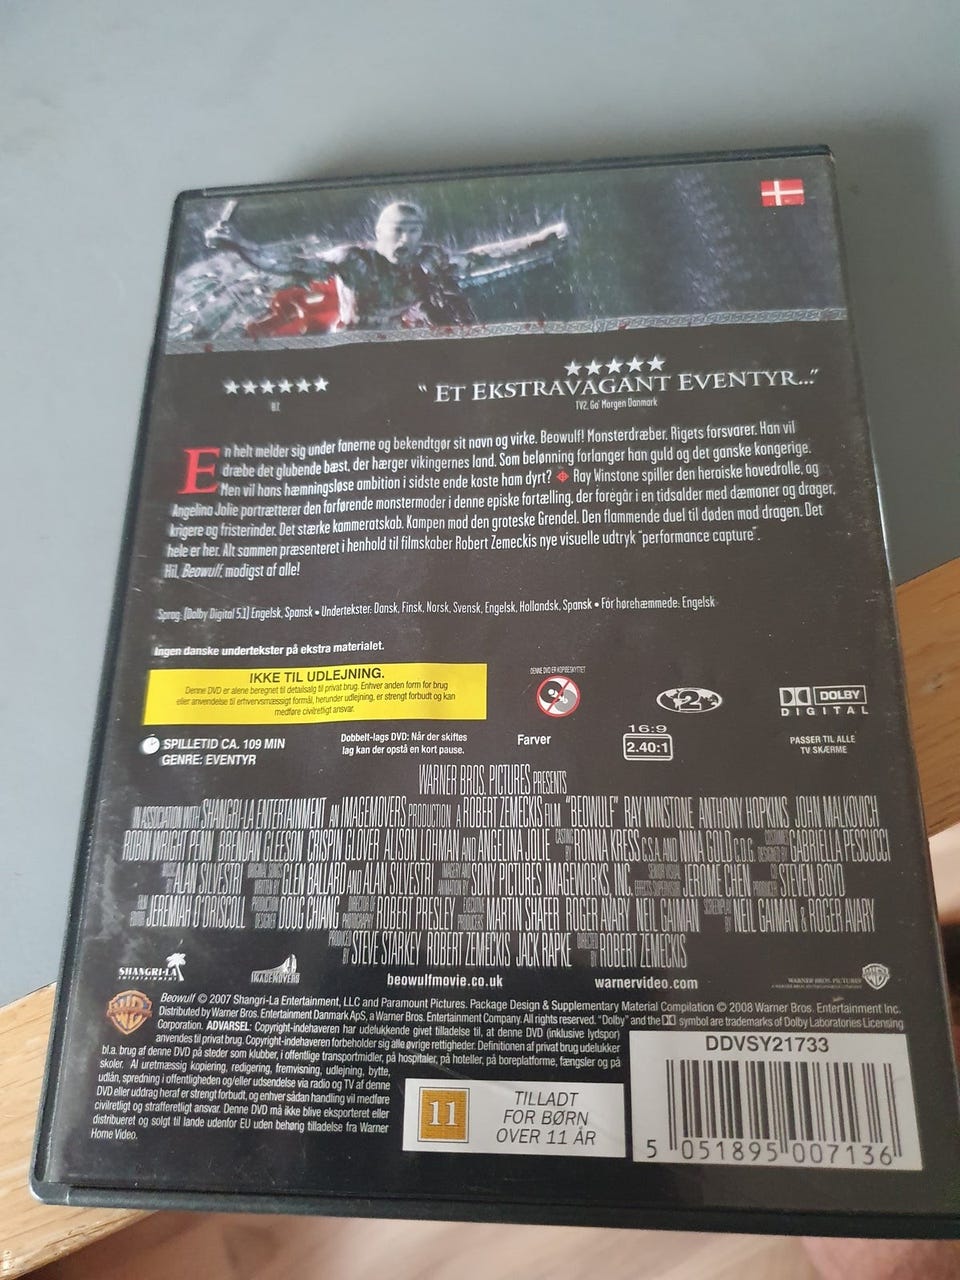 B.T.
" ET EKSTRAVAGANT EVENTYR..."
TV2, Go' Morgen Danmark
En helt melder sig under fanerne og bekendtgør sit navn og virke. Beowulf! Monsterdræber. Rigets forsvarer. Han vil
dræbe det glubende bæst, der hærger vikingernes land. Som belønning forlanger han guld og det ganske kongerige.
Men vil hans hæmningsløse ambition i sidste ende koste ham dyrt? Ray Winstone spiller den heroiske hovedrolle, og
Angelina Jolie portrætterer den forførende monstermoder i denne episke fortælling, der foregår i en tidsalder med dæmoner og drager,
krigere og fristerinder. Det stærke kammeratskab. Kampen mod den groteske Grendel. Den flammende duel til døden mod dragen. Det
hele er her. Alt sammen præsenteret i henhold til filmskaber Robert Zemeckis nye visuelle udtryk "performance capture".
Hil, Beowulf, modigst af alle!
Sprog: (Dolby Digital 5.1) Engelsk, Spansk • Undertekster: Dansk, Finsk, Norsk, Svensk, Engelsk, Hollandsk, Spansk • För hørehæmmede: Engelsk
Ingen danske undertekster på ekstra materialet.
IKKE TIL UDLEJNING.
Denne DVD er alene beregnet til detailsalg til privat brug. Enhver anden form for brug
eller anvendelse til erhvervsmæssigt formål, herunder udlejning, er strengt forbudt og kan
medføre civilretligt ansvar.
DENNE DVD ER KOPIBESKYTTET
2
DOLBY
DIGITAL
SPILLETID CA. 109 MIN
GENRE: EVENTYR
Dobbelt-lags DVD: Når der skiftes
lag kan der opstå en kort pause.
Farver
16:9
2.40:1
PASSER TIL ALLE
TV SKÆRME
WARNER BROS. PICTURES PRESENTS
IN ASSOCIATION WITH SHANGRI-LA ENTERTAINMENT AN IMAGEMOVERS PRODUCTION A ROBERT ZEMECKIS FILM "BEOWULF" RAY WINSTONE ANTHONY HOPKINS JOHN MALKOVICH
ROBIN WRIGHT PENN BRENDAN GLEESON CRISPIN GLOVER ALISON LOHMAN AND ANGELINA JOLIE CASTING BY RONNA KRESS C.S.A. AND NINA GOLD C.D.G. COSTUMES DESIGNED BY GABRIELLA PESCUCCI
MUSIC BY ALAN SILVESTRI ORIGINAL SONGS WRITTEN BY GLEN BALLARD AND ALAN SILVESTRI IMAGERY AND ANIMATION BY SONY PICTURES IMAGEWORKS, INC. SENIOR VISUAL EFFECTS SUPERVISOR JEROME CHEN PRODUCER STEVEN BOYD
FILM EDITOR JEREMIAH O'DRISCOLL PRODUCTION DESIGNER DOUG CHIANG DIRECTOR OF PHOTOGRAPHY ROBERT PRESLEY EXECUTIVE PRODUCERS MARTIN SHAFER ROGER AVARY NEIL GAIMAN SCREENPLAY BY NEIL GAIMAN & ROGER AVARY
PRODUCED BY STEVE STARKEY ROBERT ZEMECKIS JACK RAPKE DIRECTED BY ROBERT ZEMECKIS
SHANGRI-LA
ENTERTAINMENT
IMAGEMOVERS
beowulfmovie.co.uk
warnervideo.com
WARNER BROS. PICTURES
Beowulf © 2007 Shangri-La Entertainment, LLC and Paramount Pictures. Package Design & Supplementary Material Compilation © 2008 Warner Bros. Entertainment Inc.
Distributed by Warner Bros. Entertainment Danmark ApS, a Warner Bros. Entertainment Company. All rights reserved. "Dolby" and the symbol are trademarks of Dolby Laboratories Licensing
Corporation. ADVARSEL: Copyright-indehaveren har udelukkende givet tilladelse til, at denne DVD (inklusive lydspor)
anvendes til privat brug. Copyright-indehaveren forbeholder sig alle øvrige rettigheder. Definitionen af privat brug udelukker
bl.a. brug af denne DVD på steder som klubber, i offentlige transportmidler, på hospitaler, på hoteller, på boreplatforme, fængsler og på
skoler. Al uretmæssig kopiering, redigering, fremvisning, udlejning, bytte,
udlån, spredning i offentligheden og/eller udsendelse via radio og TV af denne
DVD eller uddrag heraf er strengt forbudt, og enhver sådan handling vil medføre
civilretligt og strafferetligt ansvar. Denne DVD må ikke blive eksporteret eller
distribueret og solgt til lande udenfor EU uden behørig tilladelse fra Warner
Home Video.
11
TILLADT
FOR BØRN
OVER 11 ÅR
DDVSY21733
5 051895 007136